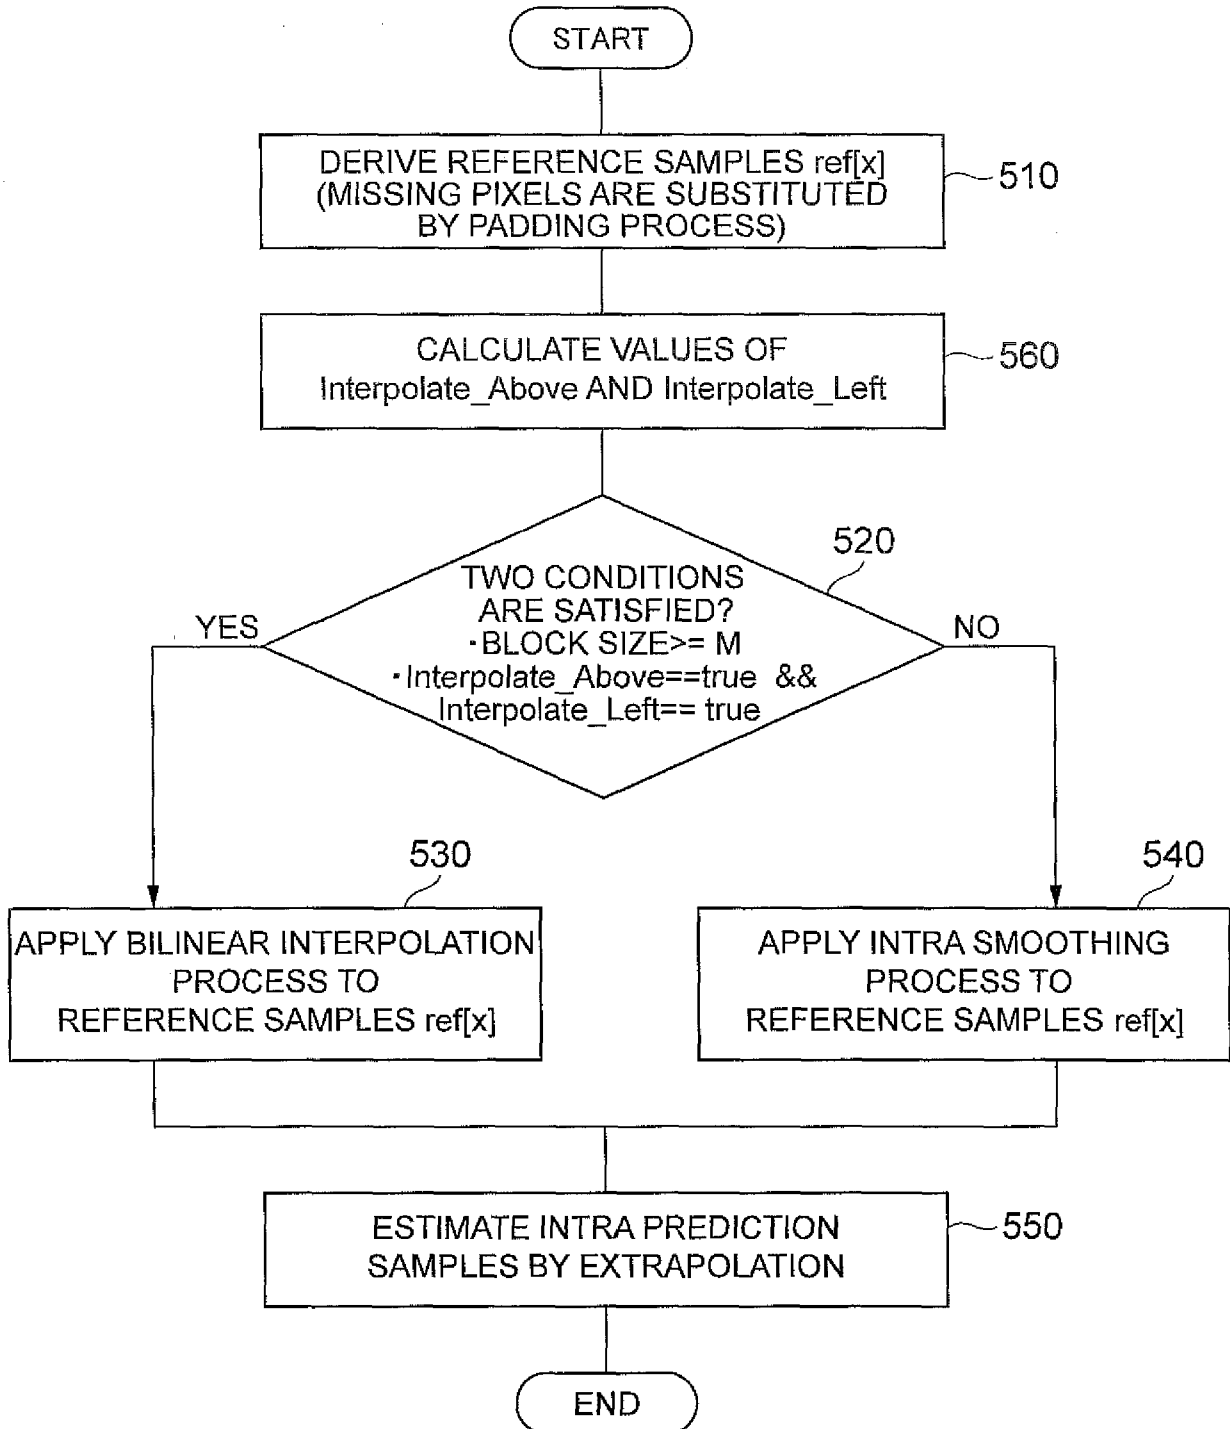 START
DERIVE REFERENCE SAMPLES ref[x]
(MISSING PIXELS ARE SUBSTITUTED
BY PADDING PROCESS)
510
CALCULATE VALUES OF
Interpolate_Above AND Interpolate_Left
560
520
TWO CONDITIONS
ARE SATISFIED?
·BLOCK SIZE>= M
·Interpolate_Above==true &&
Interpolate_Left== true
YES
NO
530
540
APPLY BILINEAR INTERPOLATION
PROCESS TO
REFERENCE SAMPLES ref[x]
APPLY INTRA SMOOTHING
PROCESS TO
REFERENCE SAMPLES ref[x]
ESTIMATE INTRA PREDICTION
SAMPLES BY EXTRAPOLATION
550
END